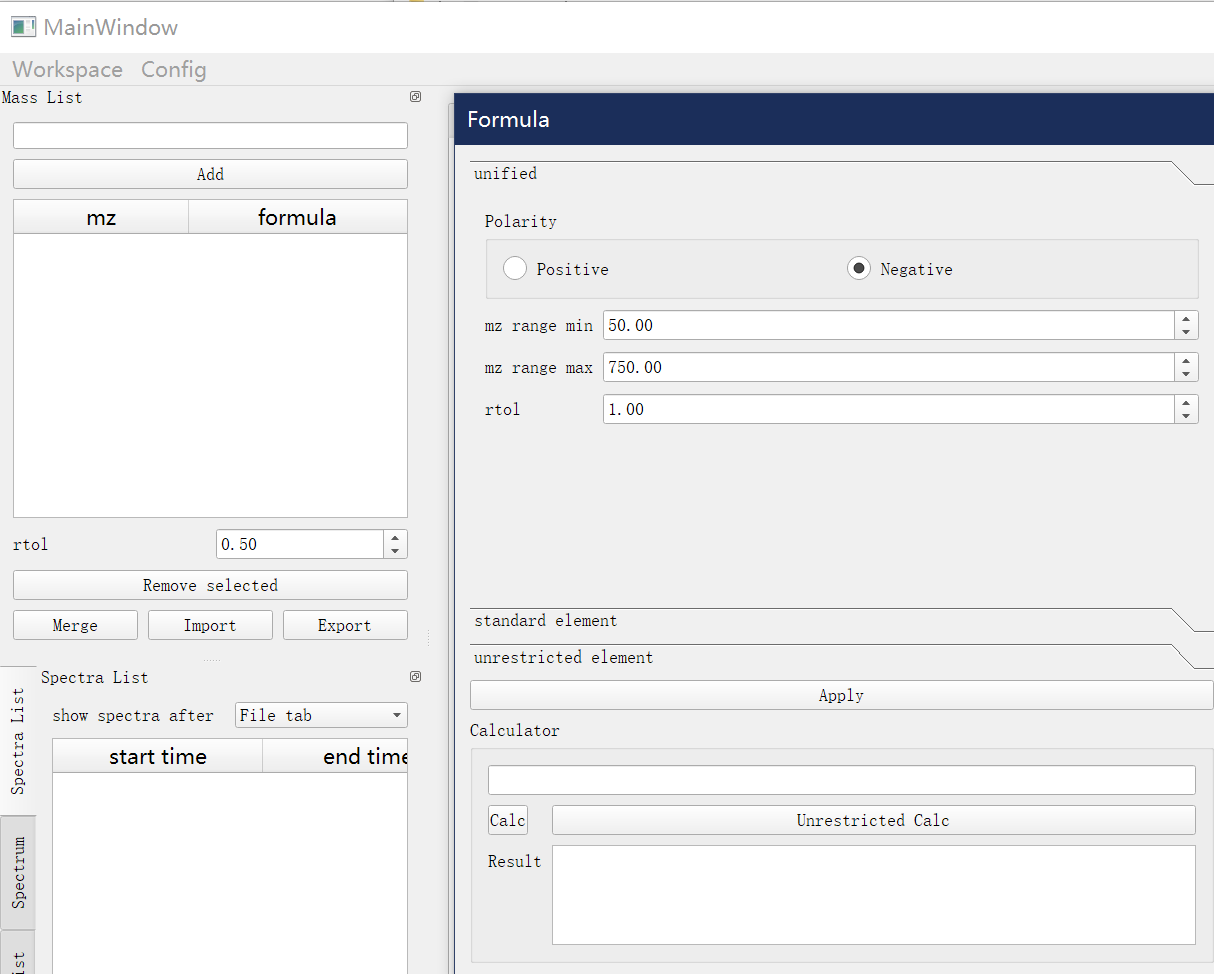 MainWindow
Workspace Config
Mass List
Add
mz formula
rtol 0.50
Remove selected
Merge Import Export
Spectra List
Spectrum
Spectra List
show spectra after File tab
start time end time
Formula
unified
Polarity
Positive Negative
mz range min 50.00
mz range max 750.00
rtol 1.00
standard element
unrestricted element
Apply
Calculator
Calc Unrestricted Calc
Result